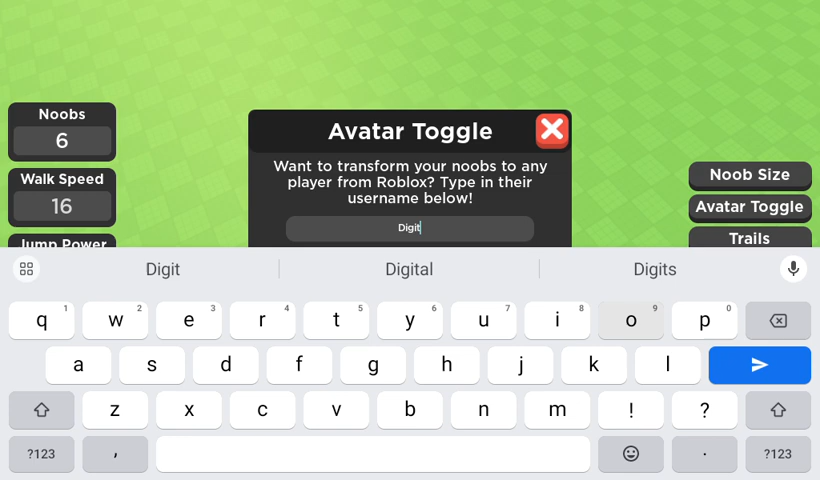 Noobs
6
Walk Speed
16
Jump Power
Avatar Toggle
Want to transform your noobs to any
player from Roblox? Type in their
username below!
Digit
Noob Size
Avatar Toggle
Trails
Digit Digital Digits
q 1 w 2 e 3 r 4 t 5 y 6 u 7 i 8 o 9 p 0
a s d f g h j k l
z x c v b n m ! ?
?123 , . ?123